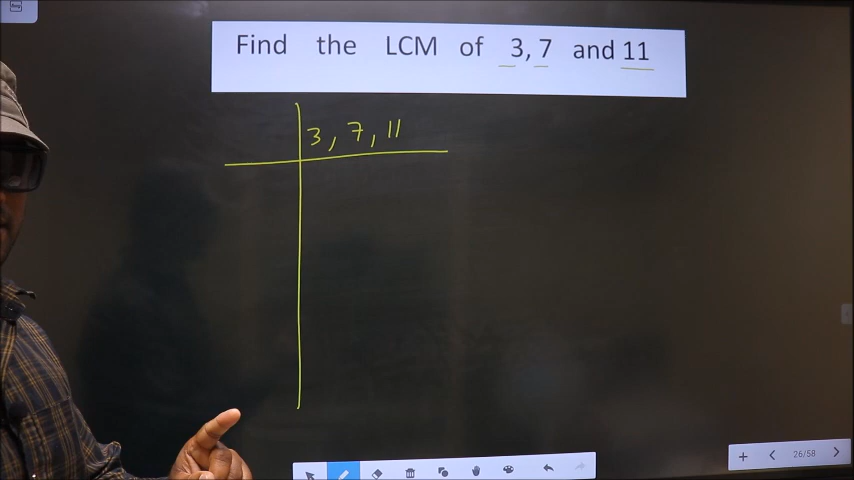 Find the LCM of 3, 7 and 11
3, 7, 11
26/58